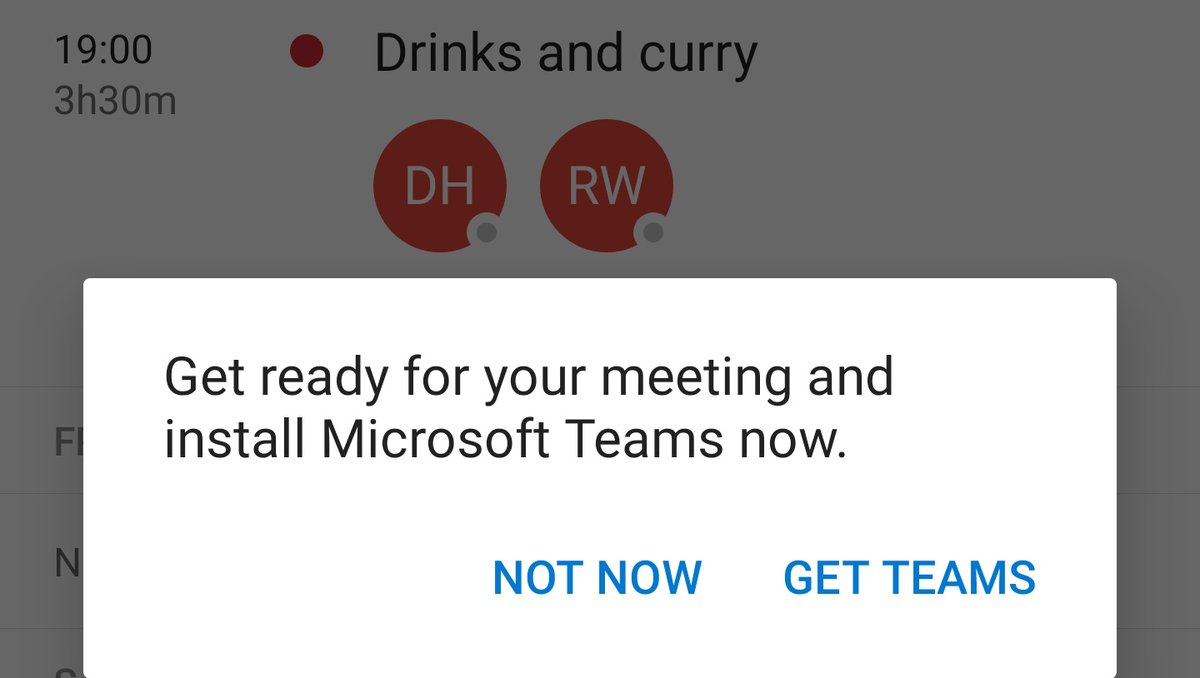 19:00
Drinks and curry
3h30m
DH
RW
Get ready for your meeting and
install Microsoft Teams now.
NOT NOW
GET TEAMS